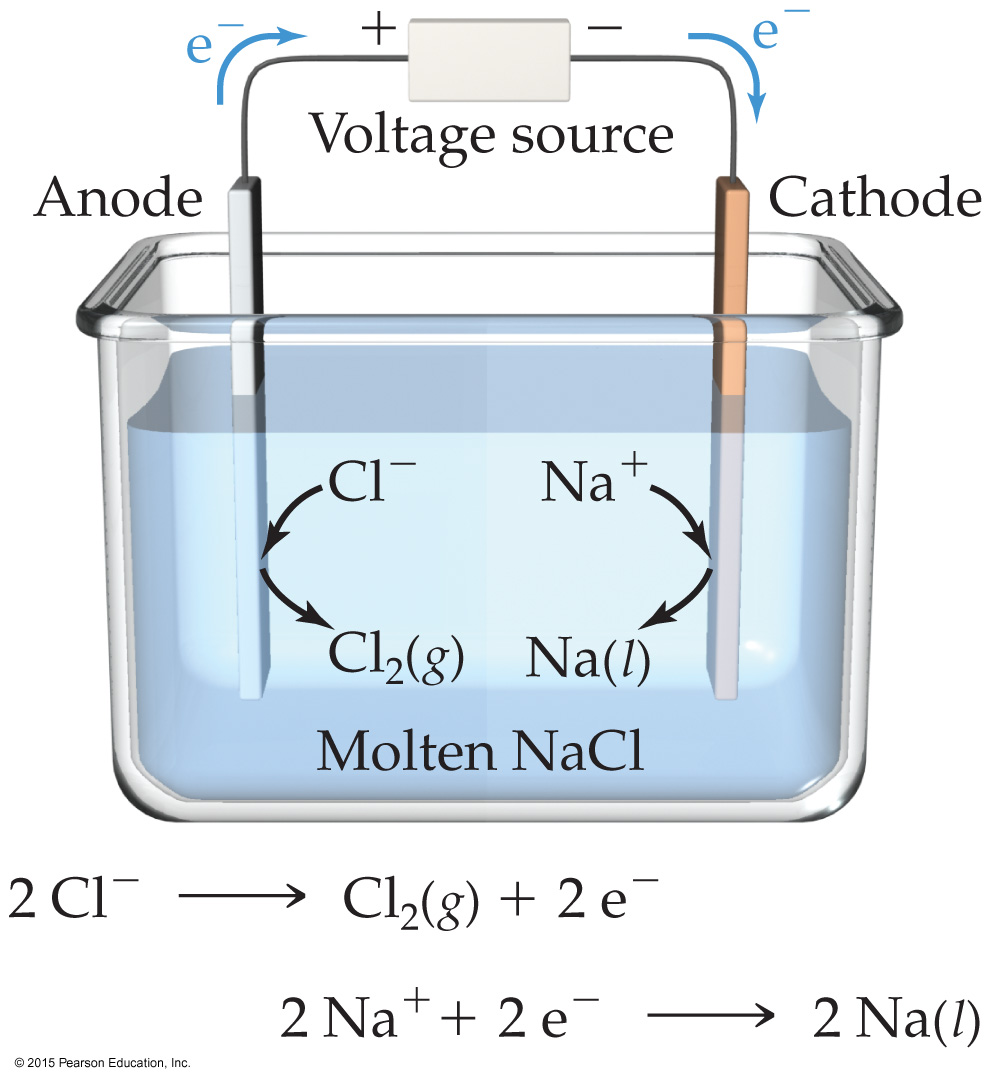 e⁻ + − e⁻
Voltage source
Anode Cathode
Cl⁻ Na⁺
Cl₂(g) Na(l)
Molten NaCl
2 Cl⁻ ⟶ Cl₂(g) + 2 e⁻
2 Na⁺ + 2 e⁻ ⟶ 2 Na(l)
© 2015 Pearson Education, Inc.